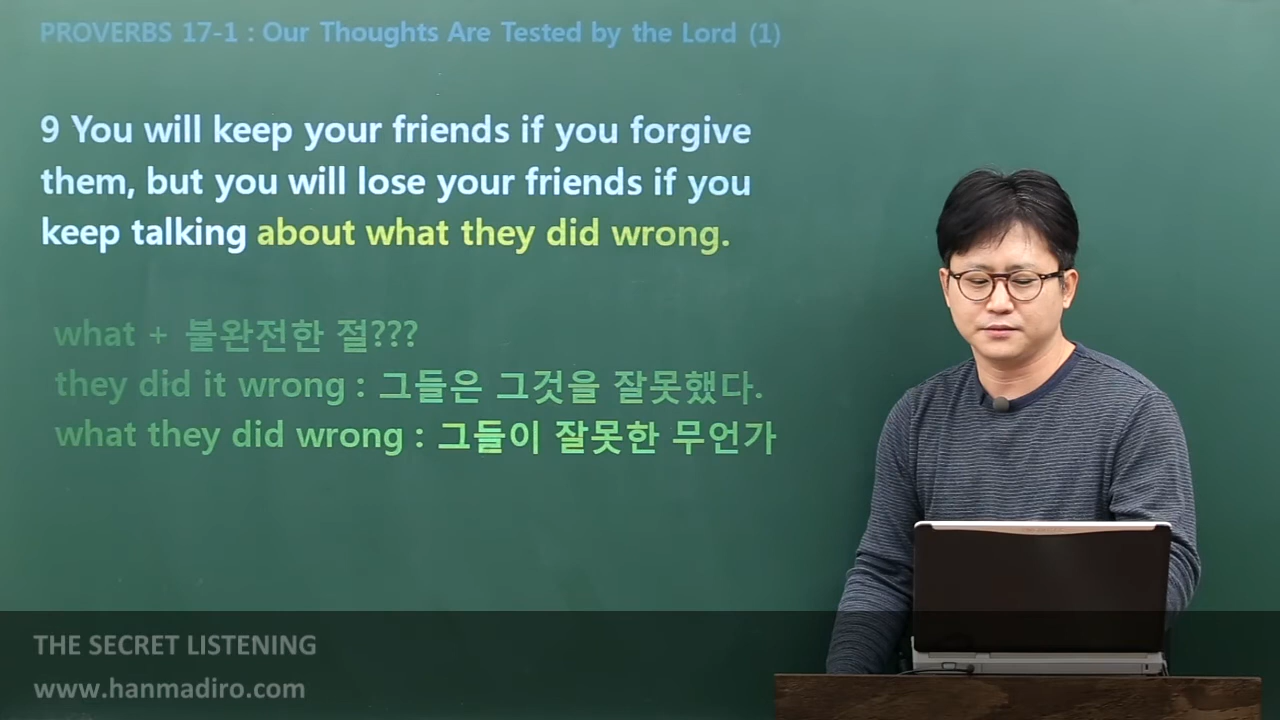 PROVERBS 17-1 : Our Thoughts Are Tested by the Lord (1)
9 You will keep your friends if you forgive
them, but you will lose your friends if you
keep talking about what they did wrong.
what + 불완전한 절???
they did it wrong : 그들은 그것을 잘못했다.
what they did wrong : 그들이 잘못한 무언가
THE SECRET LISTENING
www.hanmadiro.com